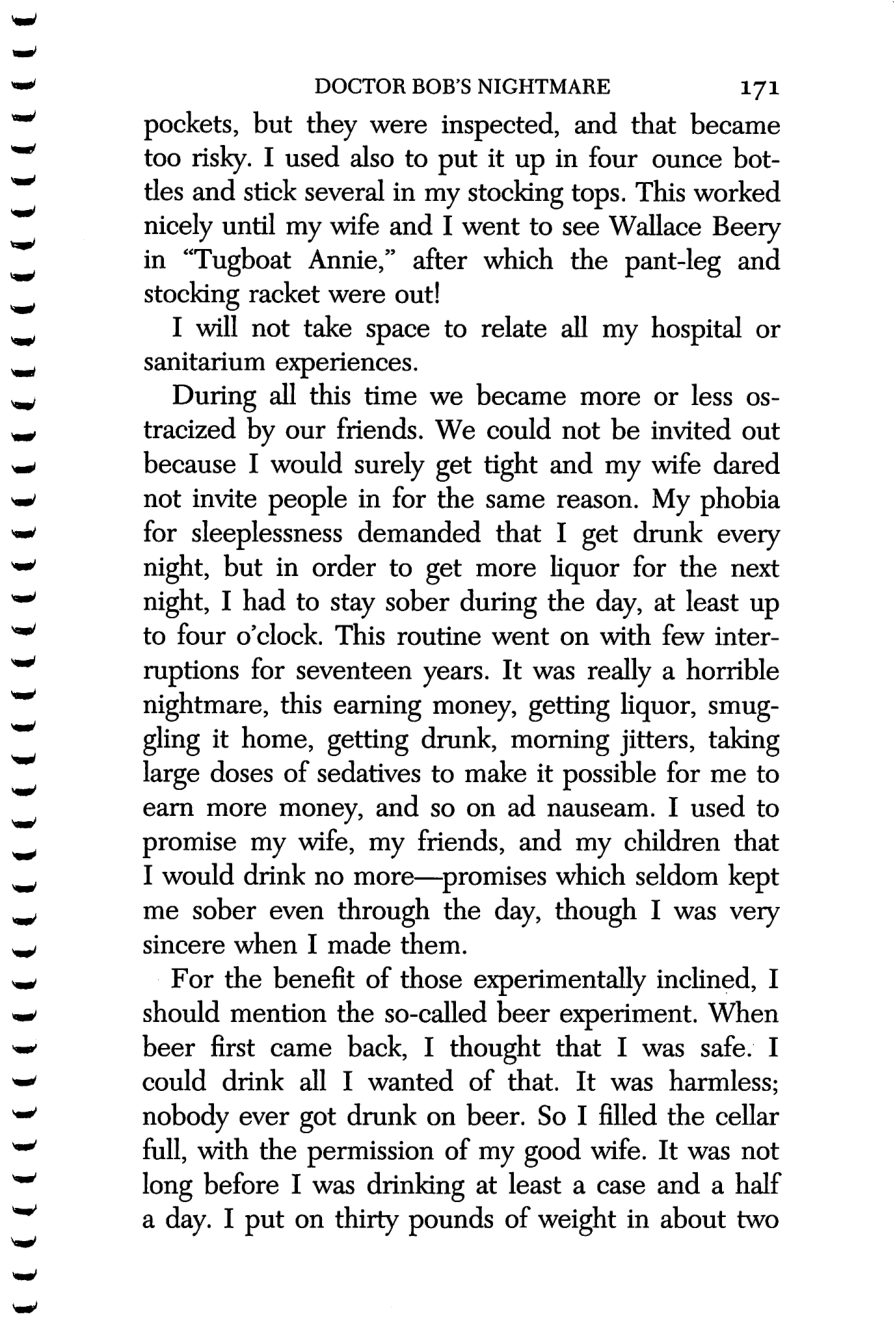 DOCTOR BOB'S NIGHTMARE 171
pockets, but they were inspected, and that became
too risky. I used also to put it up in four ounce bot-
tles and stick several in my stocking tops. This worked
nicely until my wife and I went to see Wallace Beery
in “Tugboat Annie,” after which the pant-leg and
stocking racket were out!
I will not take space to relate all my hospital or
sanitarium experiences.
During all this time we became more or less os-
tracized by our friends. We could not be invited out
because I would surely get tight and my wife dared
not invite people in for the same reason. My phobia
for sleeplessness demanded that I get drunk every
night, but in order to get more liquor for the next
night, I had to stay sober during the day, at least up
to four o’clock. This routine went on with few inter-
ruptions for seventeen years. It was really a horrible
nightmare, this earning money, getting liquor, smug-
gling it home, getting drunk, morning jitters, taking
large doses of sedatives to make it possible for me to
earn more money, and so on ad nauseam. I used to
promise my wife, my friends, and my children that
I would drink no more—promises which seldom kept
me sober even through the day, though I was very
sincere when I made them.
For the benefit of those experimentally inclined, I
should mention the so-called beer experiment. When
beer first came back, I thought that I was safe. I
could drink all I wanted of that. It was harmless;
nobody ever got drunk on beer. So I filled the cellar
full, with the permission of my good wife. It was not
long before I was drinking at least a case and a half
a day. I put on thirty pounds of weight in about two